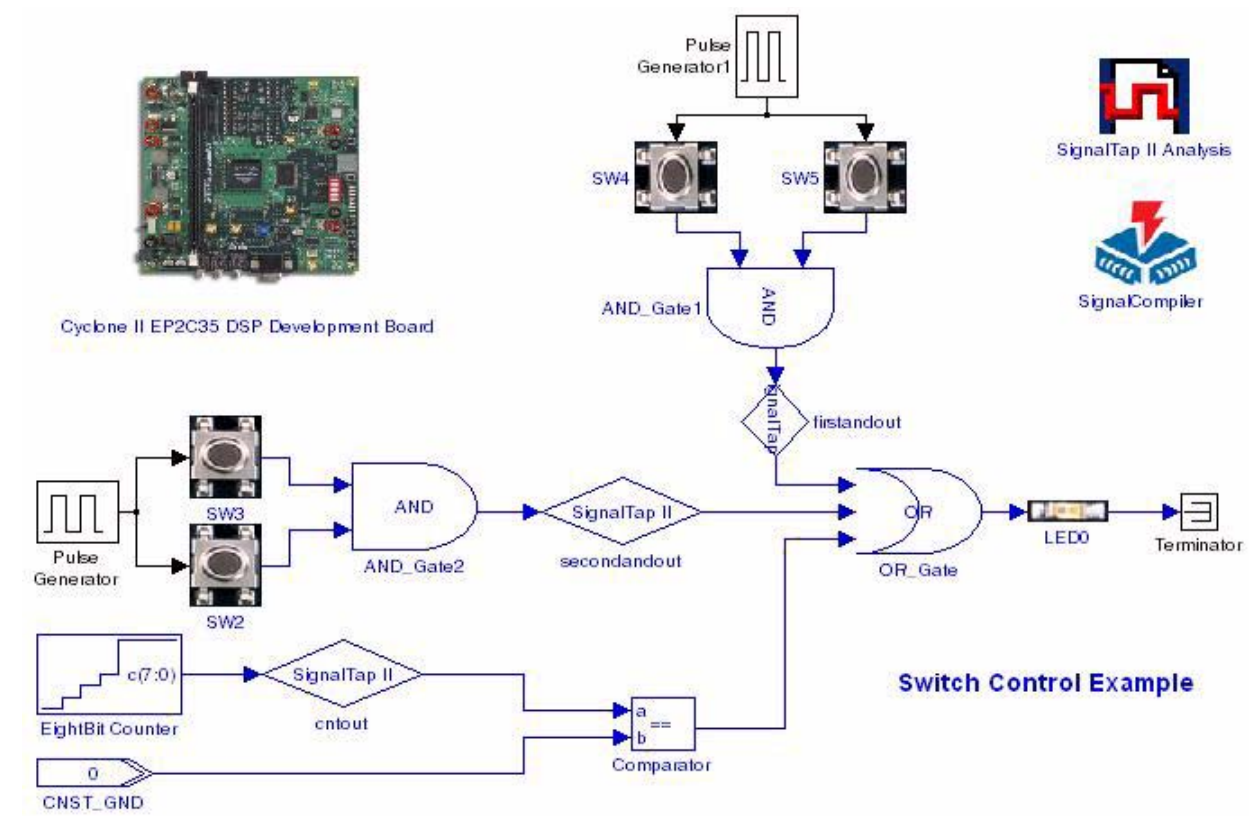 Pulse
Generator1
SW4
SW5
SignalTap II Analysis
SignalCompiler
AND_Gate1
AND
Cyclone II EP2C35 DSP Development Board
gnalTap
firstandout
SW3
AND
AND_Gate2
SignalTap II
secondandout
OR
OR_Gate
LED0
Terminator
Pulse
Generator
SW2
c(7:0)
EightBit Counter
SignalTap II
cntout
a
==
b
Comparator
Switch Control Example
0
CNST_GND